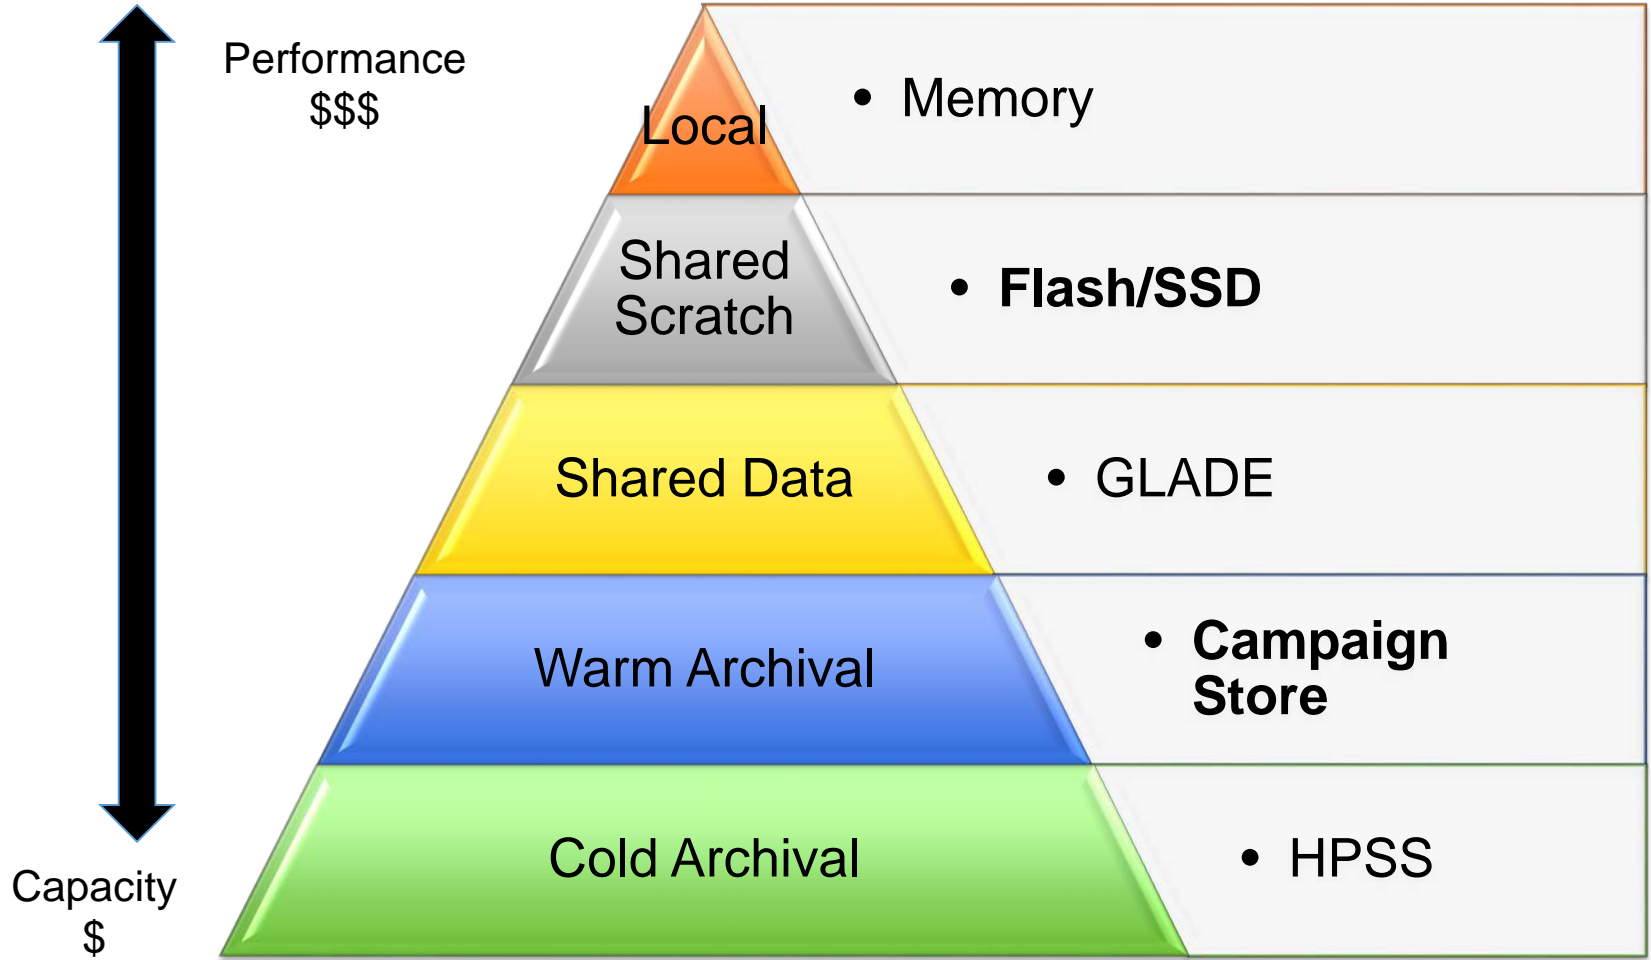 Performance
$$$
Local
• Memory
Shared
Scratch
• Flash/SSD
Shared Data
• GLADE
Warm Archival
• Campaign
Store
Cold Archival
• HPSS
Capacity
$